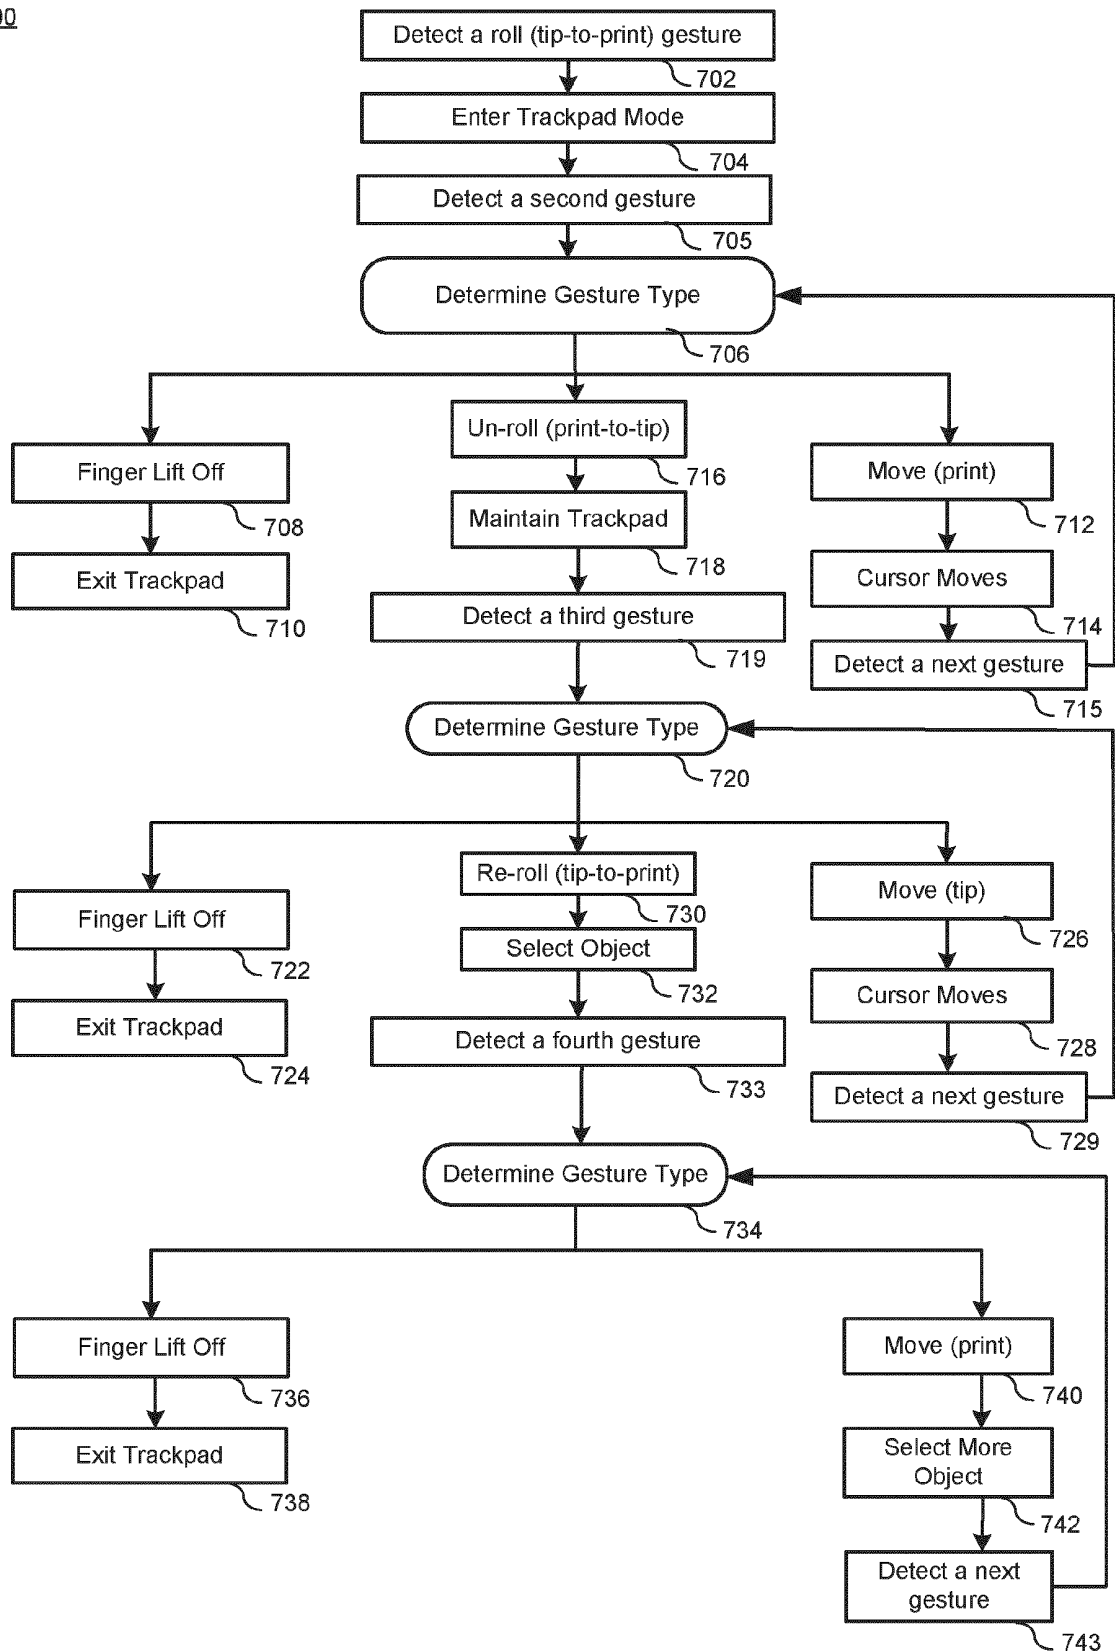 Detect a roll (tip-to-print) gesture
702
Enter Trackpad Mode
704
Detect a second gesture
705
Determine Gesture Type
706
Un-roll (print-to-tip)
716
Finger Lift Off
708
Move (print)
712
Maintain Trackpad
718
Exit Trackpad
710
Cursor Moves
714
Detect a third gesture
719
Detect a next gesture
715
Determine Gesture Type
720
Re-roll (tip-to-print)
730
Finger Lift Off
722
Move (tip)
726
Select Object
732
Exit Trackpad
724
Cursor Moves
728
Detect a fourth gesture
733
Detect a next gesture
729
Determine Gesture Type
734
Finger Lift Off
736
Move (print)
740
Exit Trackpad
738
Select More
Object
742
Detect a next
gesture
743